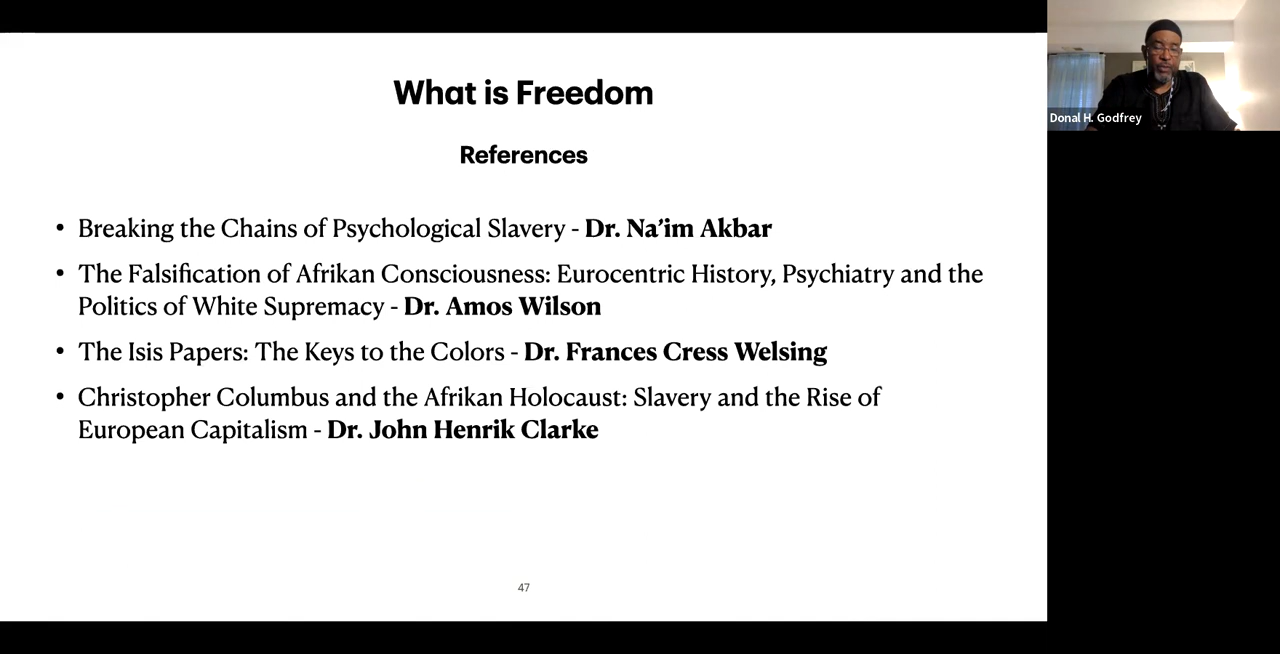 What is Freedom
References
• Breaking the Chains of Psychological Slavery - Dr. Na’im Akbar
• The Falsification of Afrikan Consciousness: Eurocentric History, Psychiatry and the
Politics of White Supremacy - Dr. Amos Wilson
• The Isis Papers: The Keys to the Colors - Dr. Frances Cress Welsing
• Christopher Columbus and the Afrikan Holocaust: Slavery and the Rise of
European Capitalism - Dr. John Henrik Clarke
47
Donal H. Godfrey